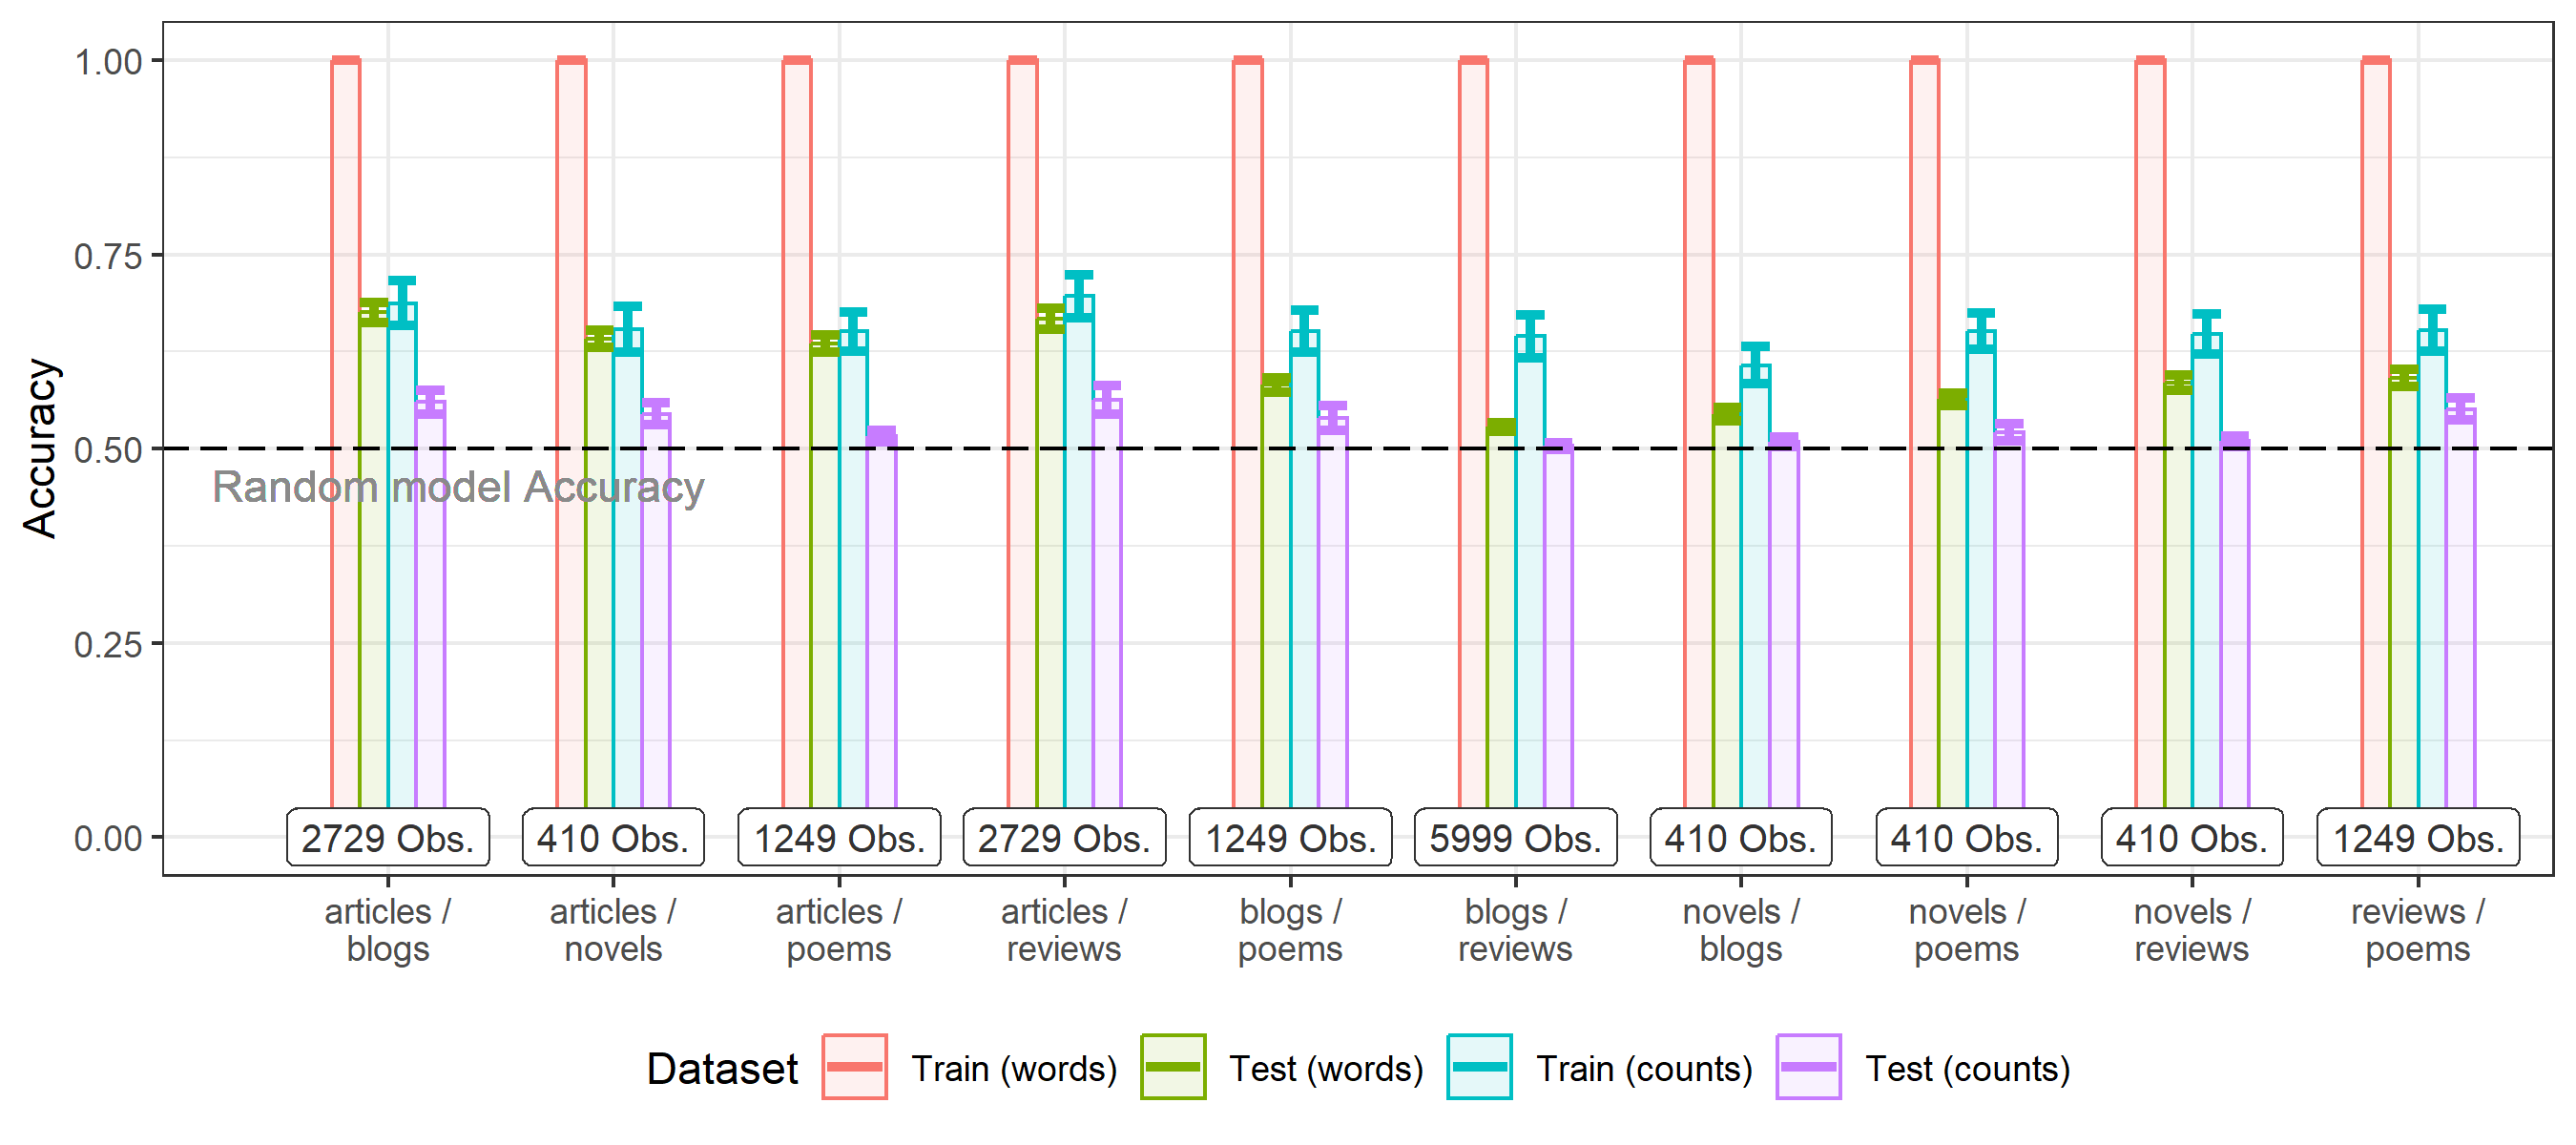 Accuracy
1.00
0.75
0.50
0.25
0.00
Random model Accuracy
2729 Obs.
410 Obs.
1249 Obs.
2729 Obs.
1249 Obs.
5999 Obs.
410 Obs.
410 Obs.
410 Obs.
1249 Obs.
articles /
blogs
articles /
novels
articles /
poems
articles /
reviews
blogs /
poems
blogs /
reviews
novels /
blogs
novels /
poems
novels /
reviews
reviews /
poems
Dataset
Train (words)
Test (words)
Train (counts)
Test (counts)